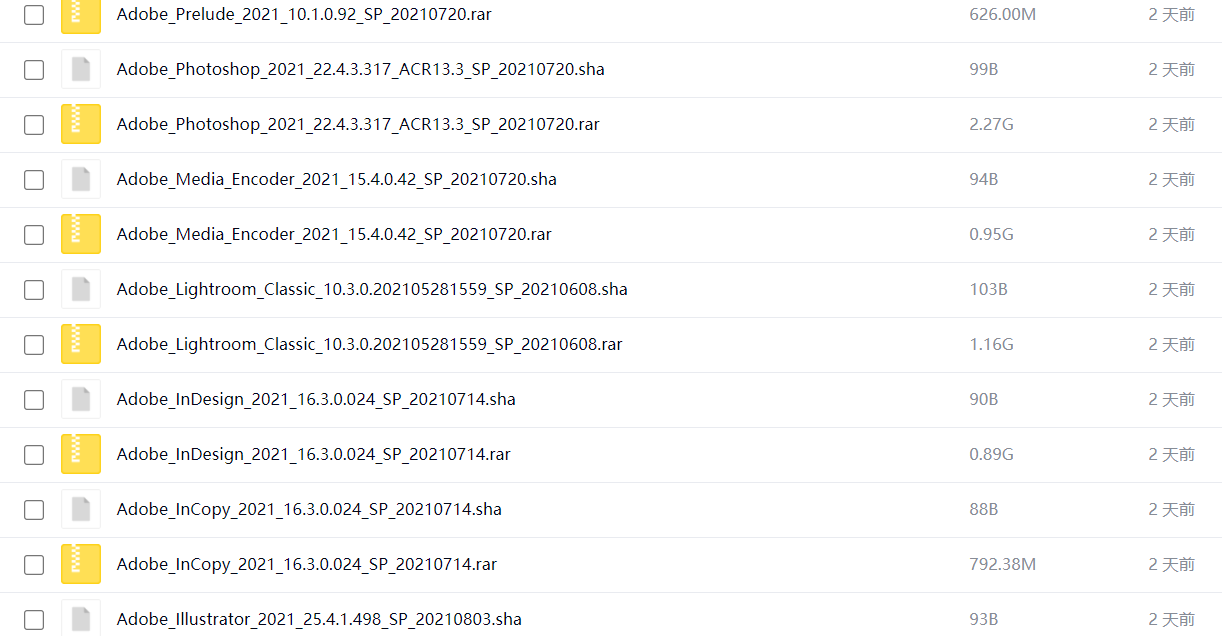 Adobe_Prelude_2021_10.1.0.92_SP_20210720.rar 626.00M 2 天前
Adobe_Photoshop_2021_22.4.3.317_ACR13.3_SP_20210720.sha 99B 2 天前
Adobe_Photoshop_2021_22.4.3.317_ACR13.3_SP_20210720.rar 2.27G 2 天前
Adobe_Media_Encoder_2021_15.4.0.42_SP_20210720.sha 94B 2 天前
Adobe_Media_Encoder_2021_15.4.0.42_SP_20210720.rar 0.95G 2 天前
Adobe_Lightroom_Classic_10.3.0.202105281559_SP_20210608.sha 103B 2 天前
Adobe_Lightroom_Classic_10.3.0.202105281559_SP_20210608.rar 1.16G 2 天前
Adobe_InDesign_2021_16.3.0.024_SP_20210714.sha 90B 2 天前
Adobe_InDesign_2021_16.3.0.024_SP_20210714.rar 0.89G 2 天前
Adobe_InCopy_2021_16.3.0.024_SP_20210714.sha 88B 2 天前
Adobe_InCopy_2021_16.3.0.024_SP_20210714.rar 792.38M 2 天前
Adobe_Illustrator_2021_25.4.1.498_SP_20210803.sha 93B 2 天前